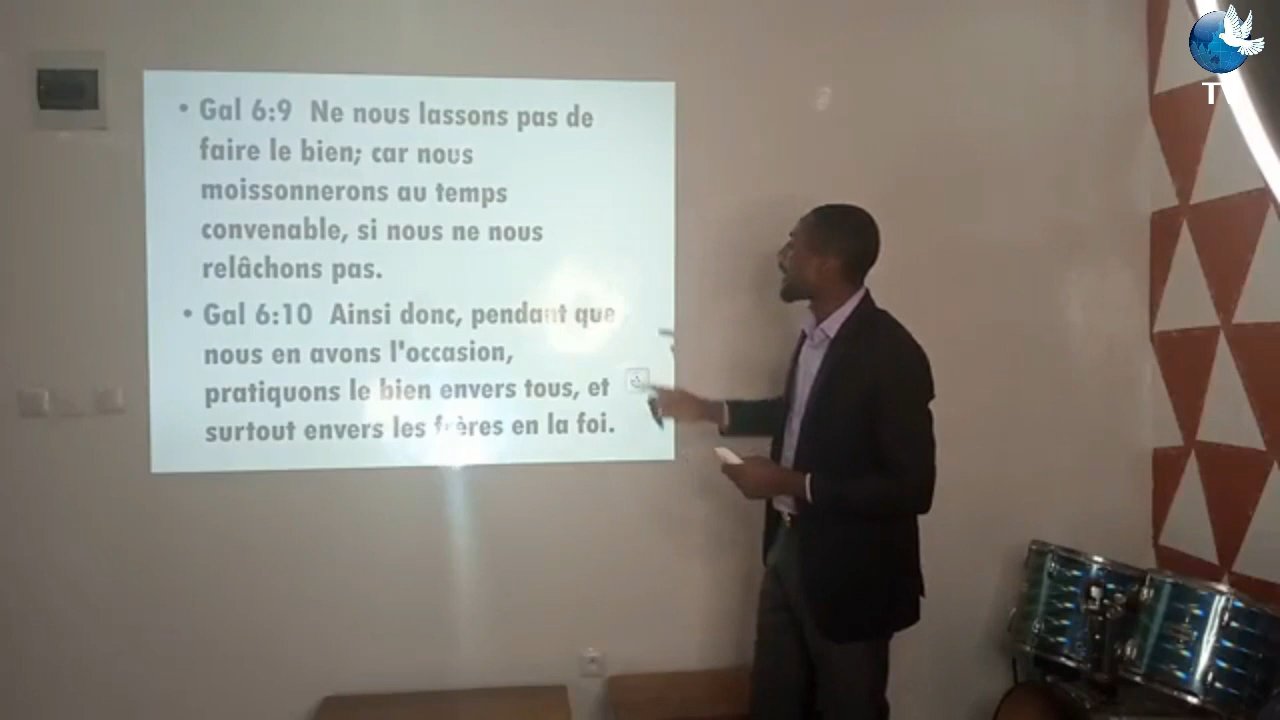 • Gal 6:9 Ne nous lassons pas de
faire le bien; car nous
moissonnerons au temps
convenable, si nous ne nous
relâchons pas.
• Gal 6:10 Ainsi donc, pendant que
nous en avons l'occasion,
pratiquons le bien envers tous, et
surtout envers les frères en la foi.